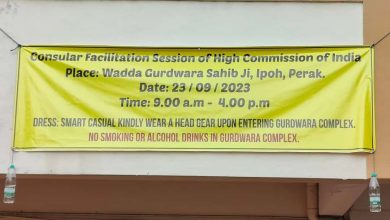 Consular Facilitation Session of High Commission of India
Place: Wadda Gurdwara Sahib Ji, Ipoh, Perak.
Date: 23 / 09 / 2023
Time: 9.00 a.m - 4.00 p.m
DRESS: SMART CASUAL KINDLY WEAR A HEAD GEAR UPON ENTERING GURDWARA COMPLEX.
NO SMOKING OR ALCOHOL DRINKS IN GURDWARA COMPLEX.